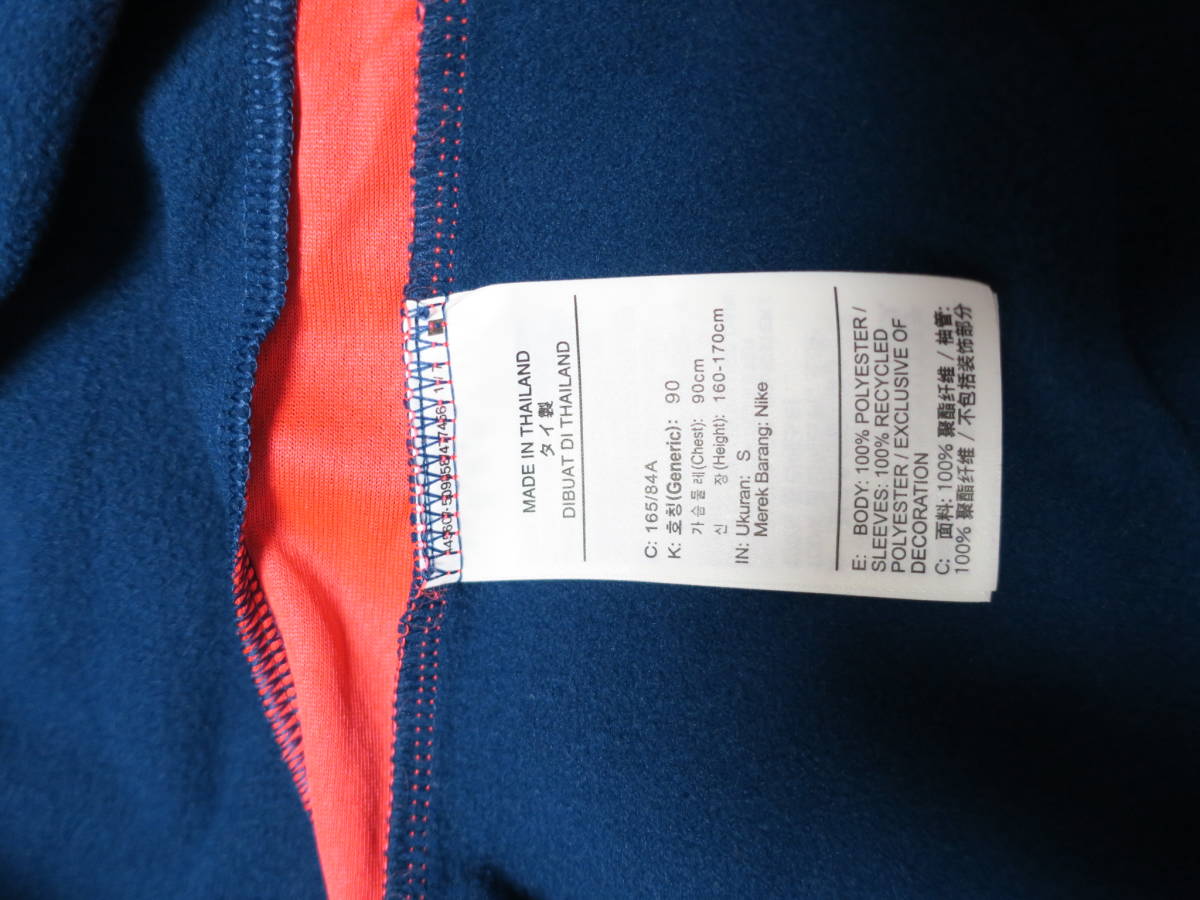 MADE IN THAILAND
タイ製
DIBUAT DI THAILAND
C: 165/84A
K: 호칭(Generic): 90
가슴둘레(Chest): 90cm
신 장(Height): 160-170cm
IN: Ukuran: S
Merek Barang: Nike
E: BODY: 100% POLYESTER /
SLEEVES: 100% RECYCLED
POLYESTER / EXCLUSIVE OF
DECORATION
C: 面料: 100% 聚酯纤维 / 袖管:
100% 聚酯纤维 / 不包括装饰部分